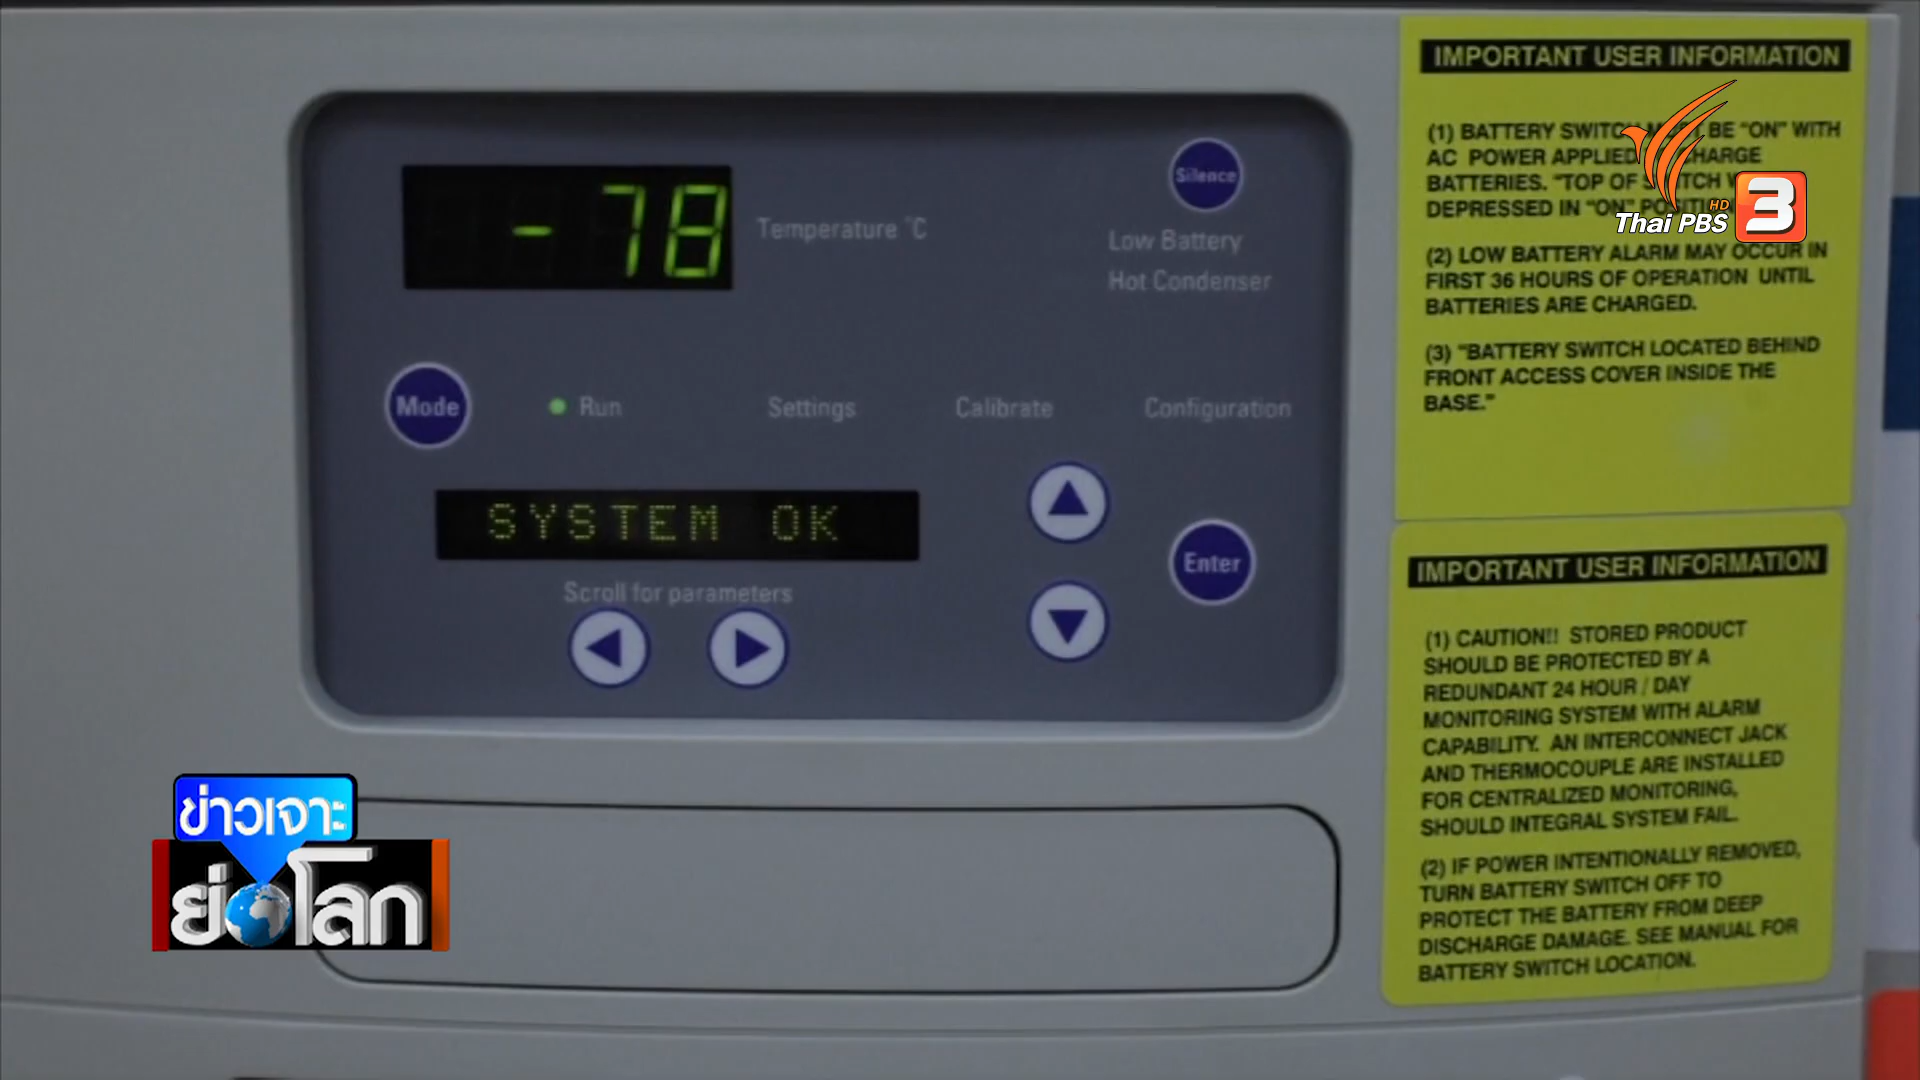 -78
Temperature °C
Silence
Low Battery
Hot Condenser
Mode
Run
Settings
Calibrate
Configuration
SYSTEM OK
Scroll for parameters
Enter
IMPORTANT USER INFORMATION
(1) BATTERY SWITCH MUST BE "ON" WITH
AC POWER APPLIED CHARGE
BATTERIES. "TOP OF SWITCH
DEPRESSED IN "ON" POSITION
(2) LOW BATTERY ALARM MAY OCCUR IN
FIRST 36 HOURS OF OPERATION UNTIL
BATTERIES ARE CHARGED.
(3) "BATTERY SWITCH LOCATED BEHIND
FRONT ACCESS COVER INSIDE THE
BASE."
HD
Thai PBS 3
IMPORTANT USER INFORMATION
(1) CAUTION!! STORED PRODUCT
SHOULD BE PROTECTED BY A
REDUNDANT 24 HOUR / DAY
MONITORING SYSTEM WITH ALARM
CAPABILITY. AN INTERCONNECT JACK
AND THERMOCOUPLE ARE INSTALLED
FOR CENTRALIZED MONITORING,
SHOULD INTEGRAL SYSTEM FAIL.
(2) IF POWER INTENTIONALLY REMOVED,
TURN BATTERY SWITCH OFF TO
PROTECT THE BATTERY FROM DEEP
DISCHARGE DAMAGE. SEE MANUAL FOR
BATTERY SWITCH LOCATION.
ข่าวเจาะ
ย่อโลก